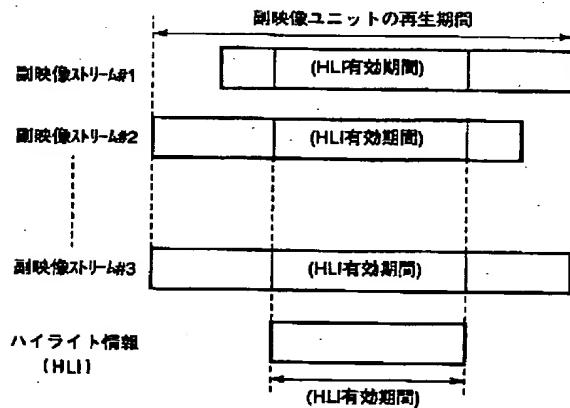 副映像ユニットの再生期間
副映像ストリーム#1
(HLI有効期間)
副映像ストリーム#2
(HLI有効期間)
副映像ストリーム#3
(HLI有効期間)
ハイライト情報
(HLI)
(HLI有効期間)